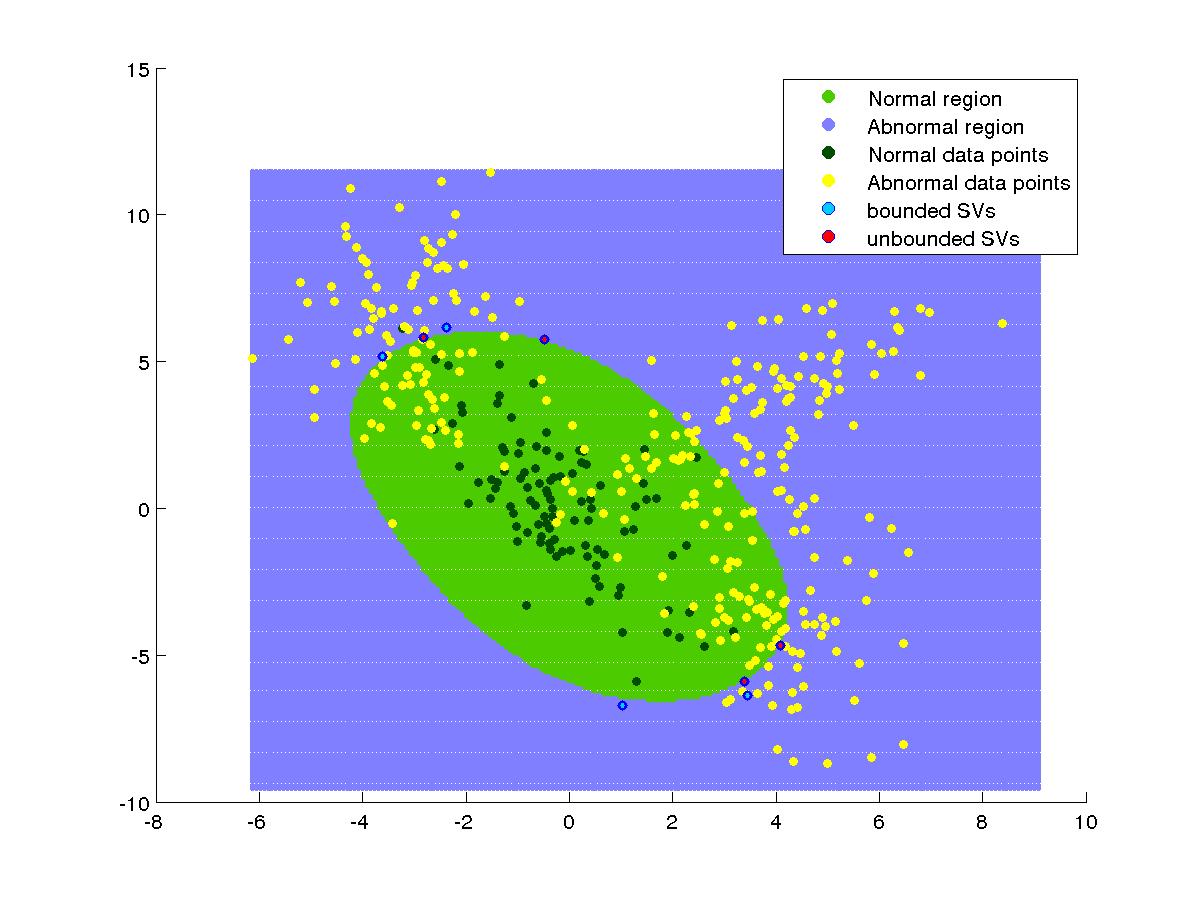 15
Normal region
Abnormal region
Normal data points
Abnormal data points
bounded SVs
unbounded SVs
10
5
0
-5
-10
-8 -6 -4 -2 0 2 4 6 8 10